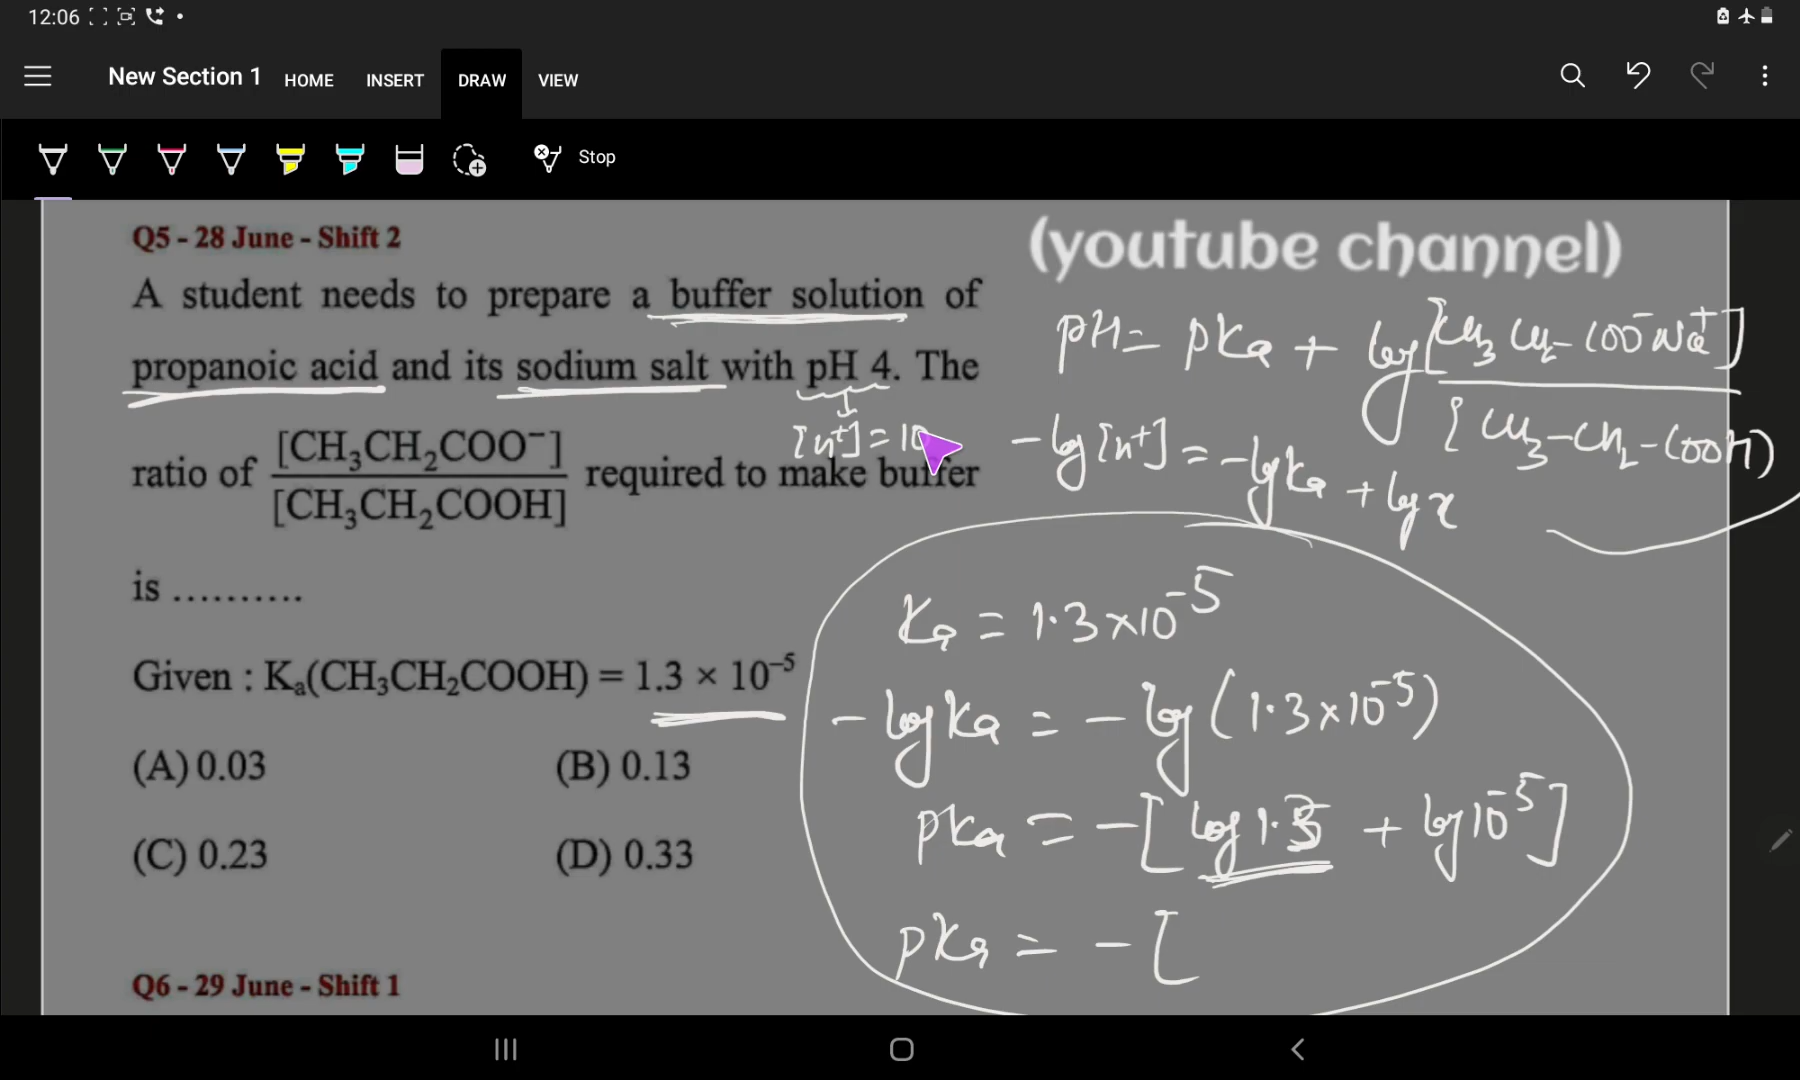 12:06
New Section 1 HOME INSERT DRAW VIEW
Stop
Q5 - 28 June - Shift 2
(youtube channel)
A student needs to prepare a buffer solution of
propanoic acid and its sodium salt with pH 4. The
ratio of [CH₃CH₂COO⁻] / [CH₃CH₂COOH] required to make buffer
is ..........
Given : Kₐ(CH₃CH₂COOH) = 1.3 × 10⁻⁵
(A) 0.03 (B) 0.13
(C) 0.23 (D) 0.33
Q6 - 29 June - Shift 1
pH = pKa + log [CH₃ CH₂-COO⁻Na⁺] / [CH₃-CH₂-COOH]
[H⁺] = 10
-log[H⁺] = -log Ka + log x
Ka = 1.3×10⁻⁵
-log Ka = -log(1.3×10⁻⁵)
pKa = -[log 1.3 + log 10⁻⁵]
pKa = -[